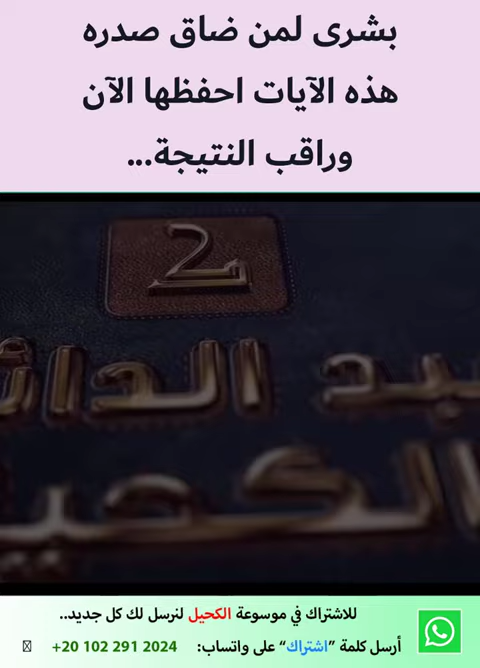 بشرى لمن ضاق صدره
هذه الآيات احفظها الآن
وراقب النتيجة...
الكحيل
للاشتراك في موسوعة الكحيل لنرسل لك كل جديد..
أرسل كلمة ”اشتراك“ على واتساب: +20 102 291 2024